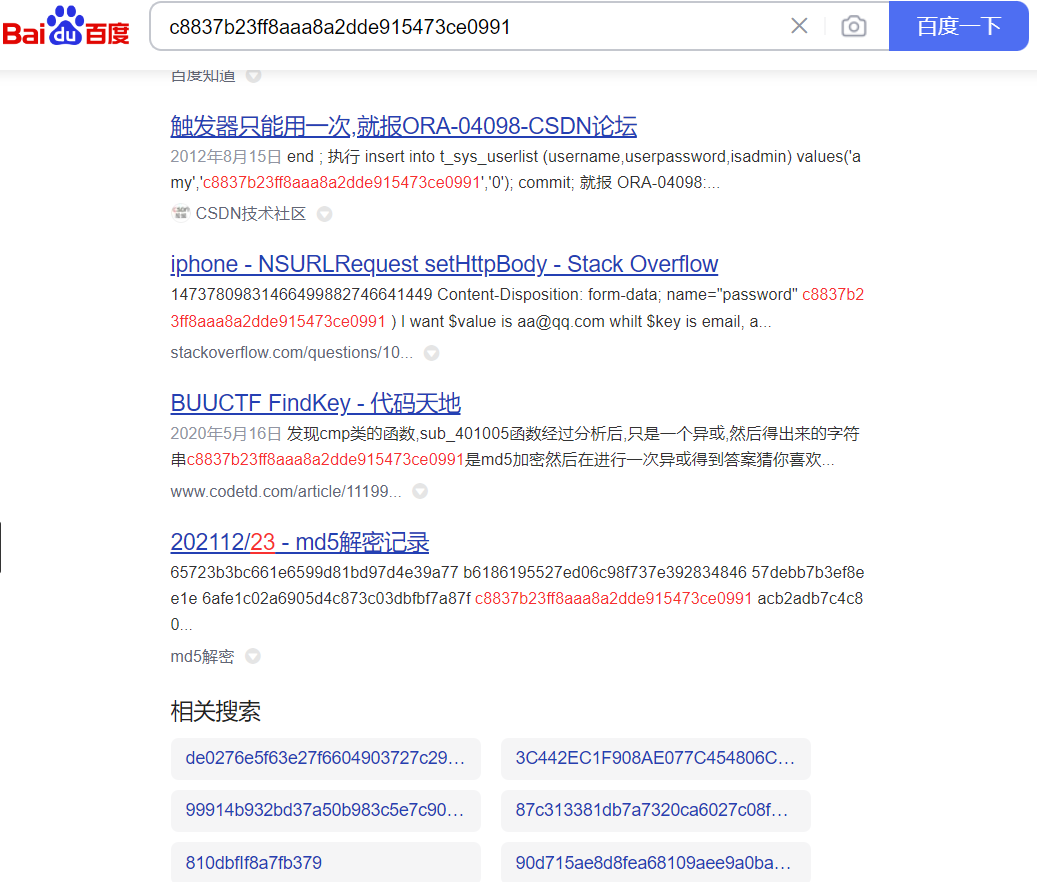 Bai du 百度
c8837b23ff8aaa8a2dde915473ce0991
百度一下
百度知道
触发器只能用一次,就报ORA-04098-CSDN论坛
2012年8月15日 end ; 执行 insert into t_sys_userlist (username,userpassword,isadmin) values('a
my','c8837b23ff8aaa8a2dde915473ce0991','0'); commit; 就报 ORA-04098:...
CSDN技术社区
iphone - NSURLRequest setHttpBody - Stack Overflow
14737809831466499882746641449 Content-Disposition: form-data; name="password" c8837b2
3ff8aaa8a2dde915473ce0991 ) I want $value is aa@qq.com whilt $key is email, a...
stackoverflow.com/questions/10...
BUUCTF FindKey - 代码天地
2020年5月16日 发现cmp类的函数,sub_401005函数经过分析后,只是一个异或,然后得出来的字符
串c8837b23ff8aaa8a2dde915473ce0991是md5加密然后在进行一次异或得到答案猜你喜欢...
www.codetd.com/article/11199...
202112/23 - md5解密记录
65723b3bc661e6599d81bd97d4e39a77 b6186195527ed06c98f737e392834846 57debb7b3ef8e
e1e 6afe1c02a6905d4c873c03dbfbf7a87f c8837b23ff8aaa8a2dde915473ce0991 acb2adb7c4c8
0...
md5解密
相关搜索
de0276e5f63e27f6604903727c29...
3C442EC1F908AE077C454806C...
99914b932bd37a50b983c5e7c90...
87c313381db7a7320ca6027c08f...
810dbflf8a7fb379
90d715ae8d8fea68109aee9a0ba...